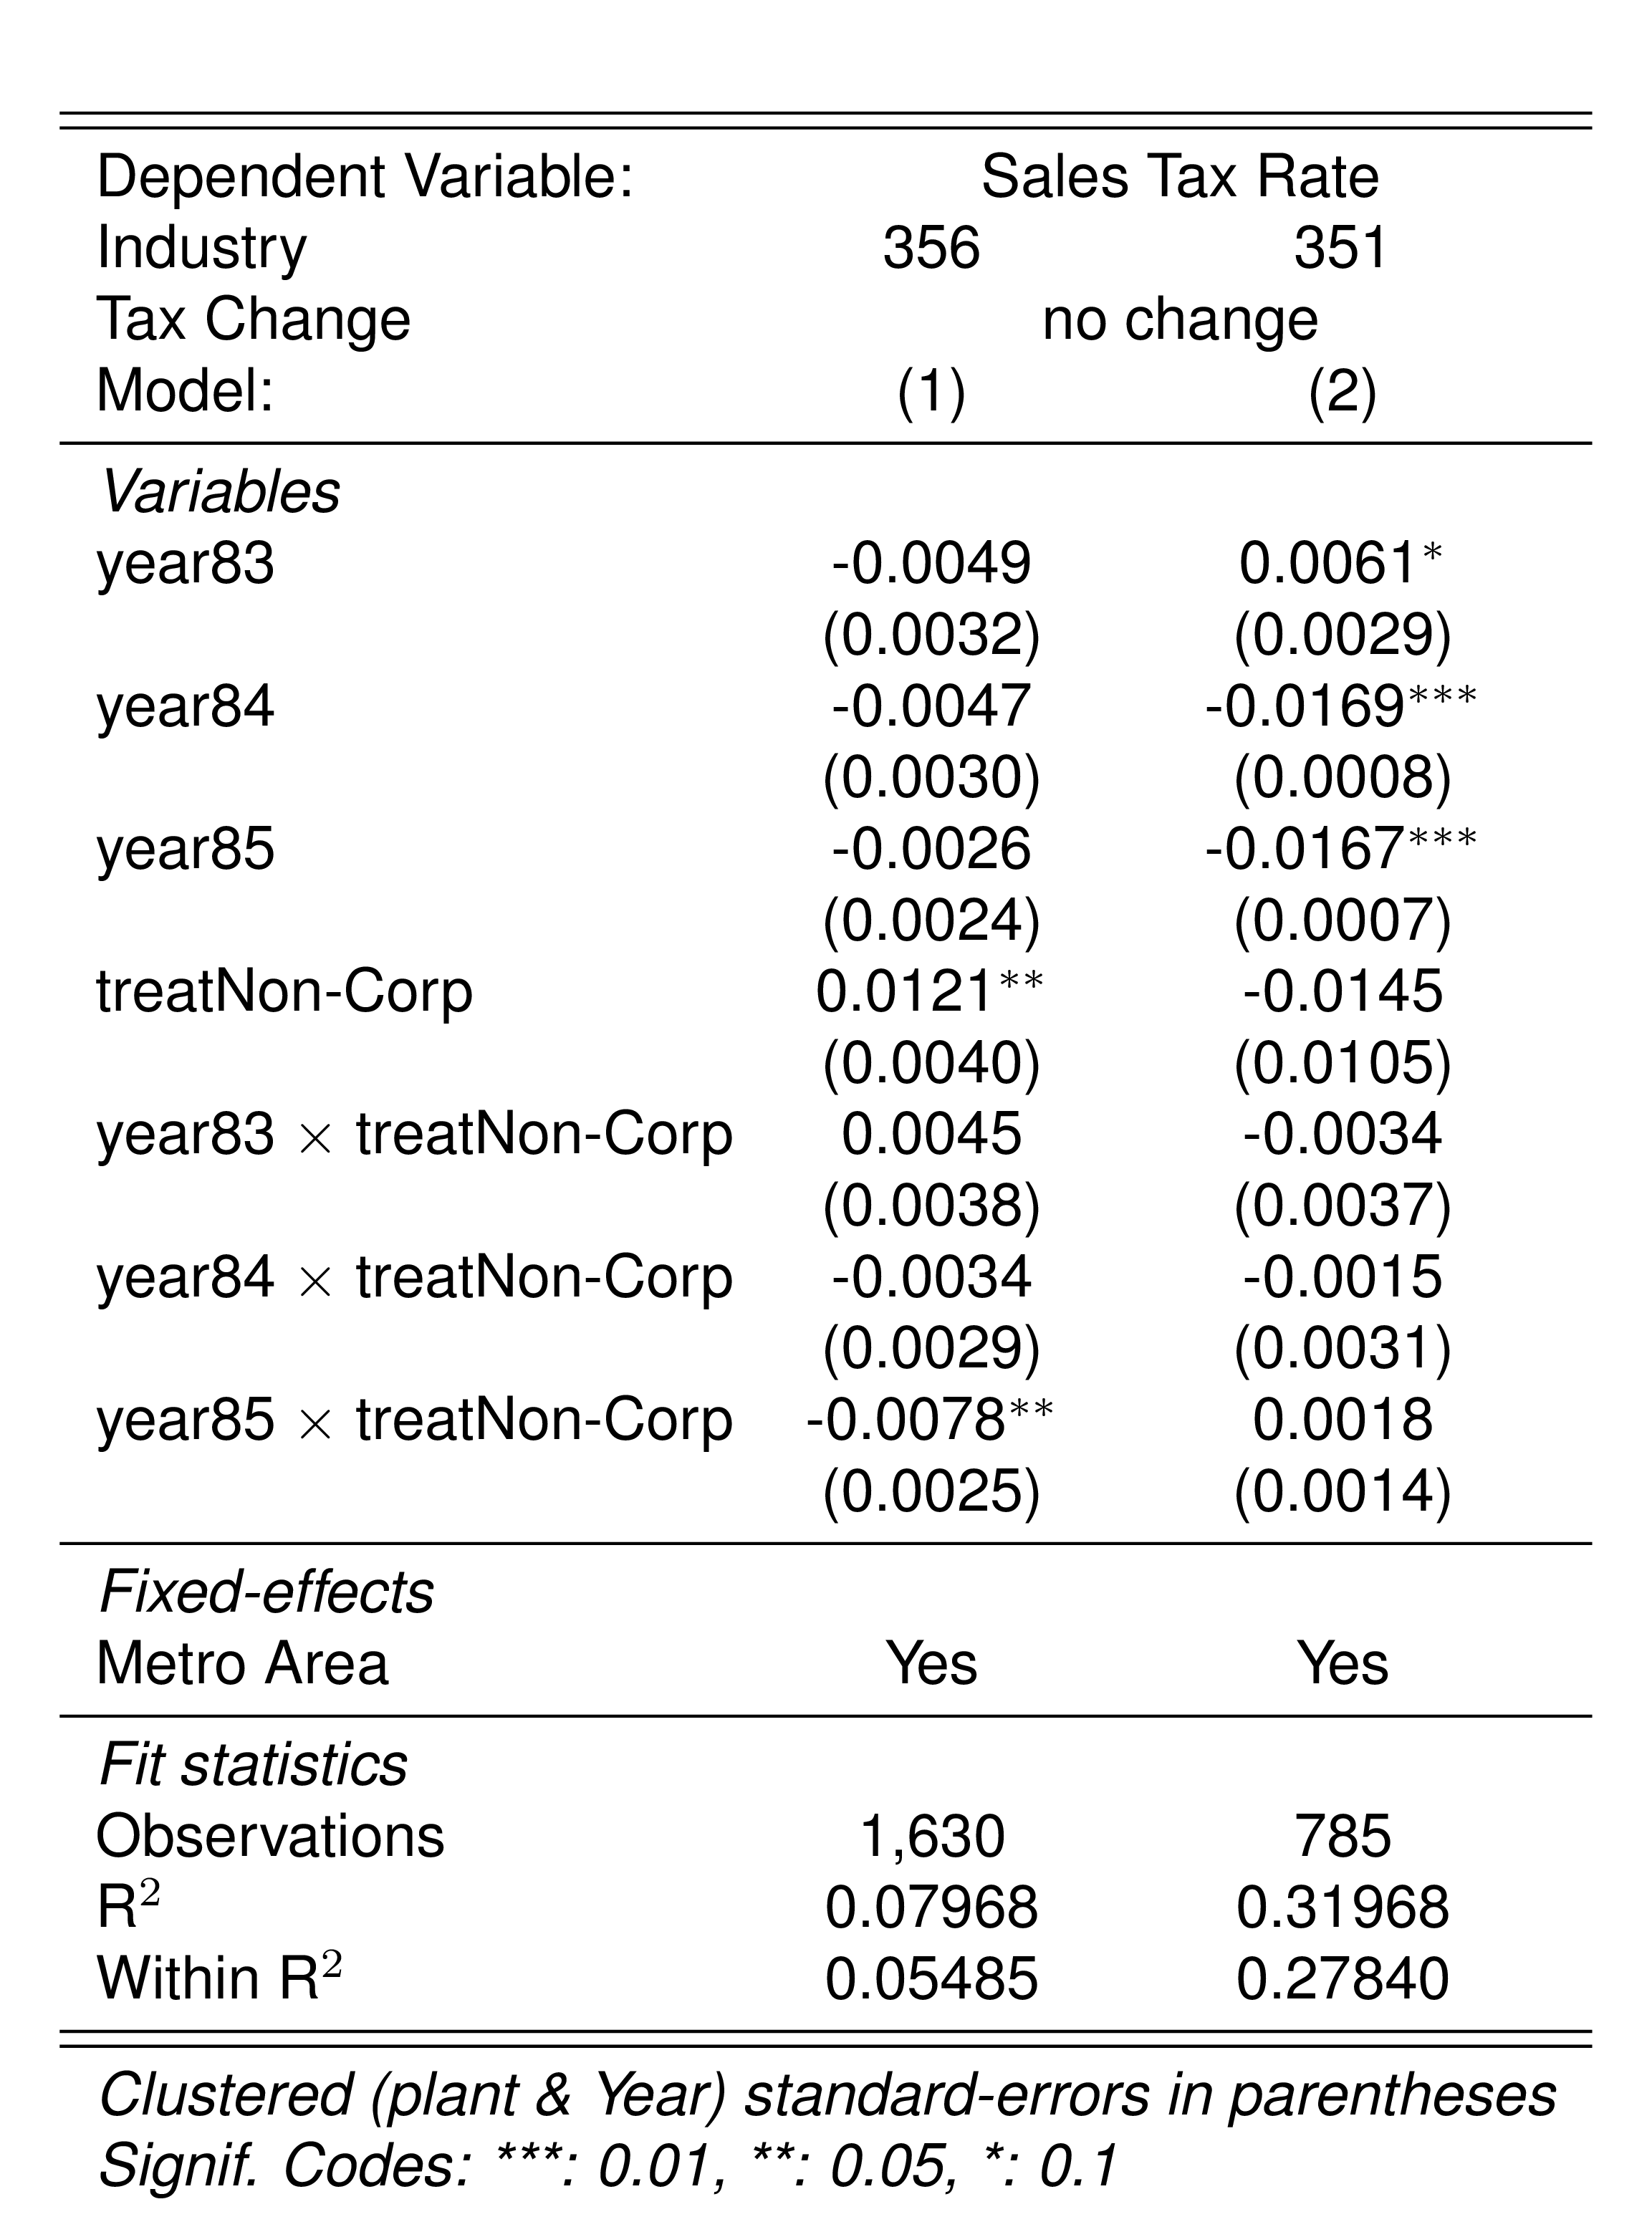 Dependent Variable: Sales Tax Rate
Industry 356 351
Tax Change no change
Model: (1) (2)
Variables
year83 -0.0049 0.0061*
(0.0032) (0.0029)
year84 -0.0047 -0.0169***
(0.0030) (0.0008)
year85 -0.0026 -0.0167***
(0.0024) (0.0007)
treatNon-Corp 0.0121** -0.0145
(0.0040) (0.0105)
year83 × treatNon-Corp 0.0045 -0.0034
(0.0038) (0.0037)
year84 × treatNon-Corp -0.0034 -0.0015
(0.0029) (0.0031)
year85 × treatNon-Corp -0.0078** 0.0018
(0.0025) (0.0014)
Fixed-effects
Metro Area Yes Yes
Fit statistics
Observations 1,630 785
R² 0.07968 0.31968
Within R² 0.05485 0.27840
Clustered (plant & Year) standard-errors in parentheses
Signif. Codes: ***: 0.01, **: 0.05, *: 0.1